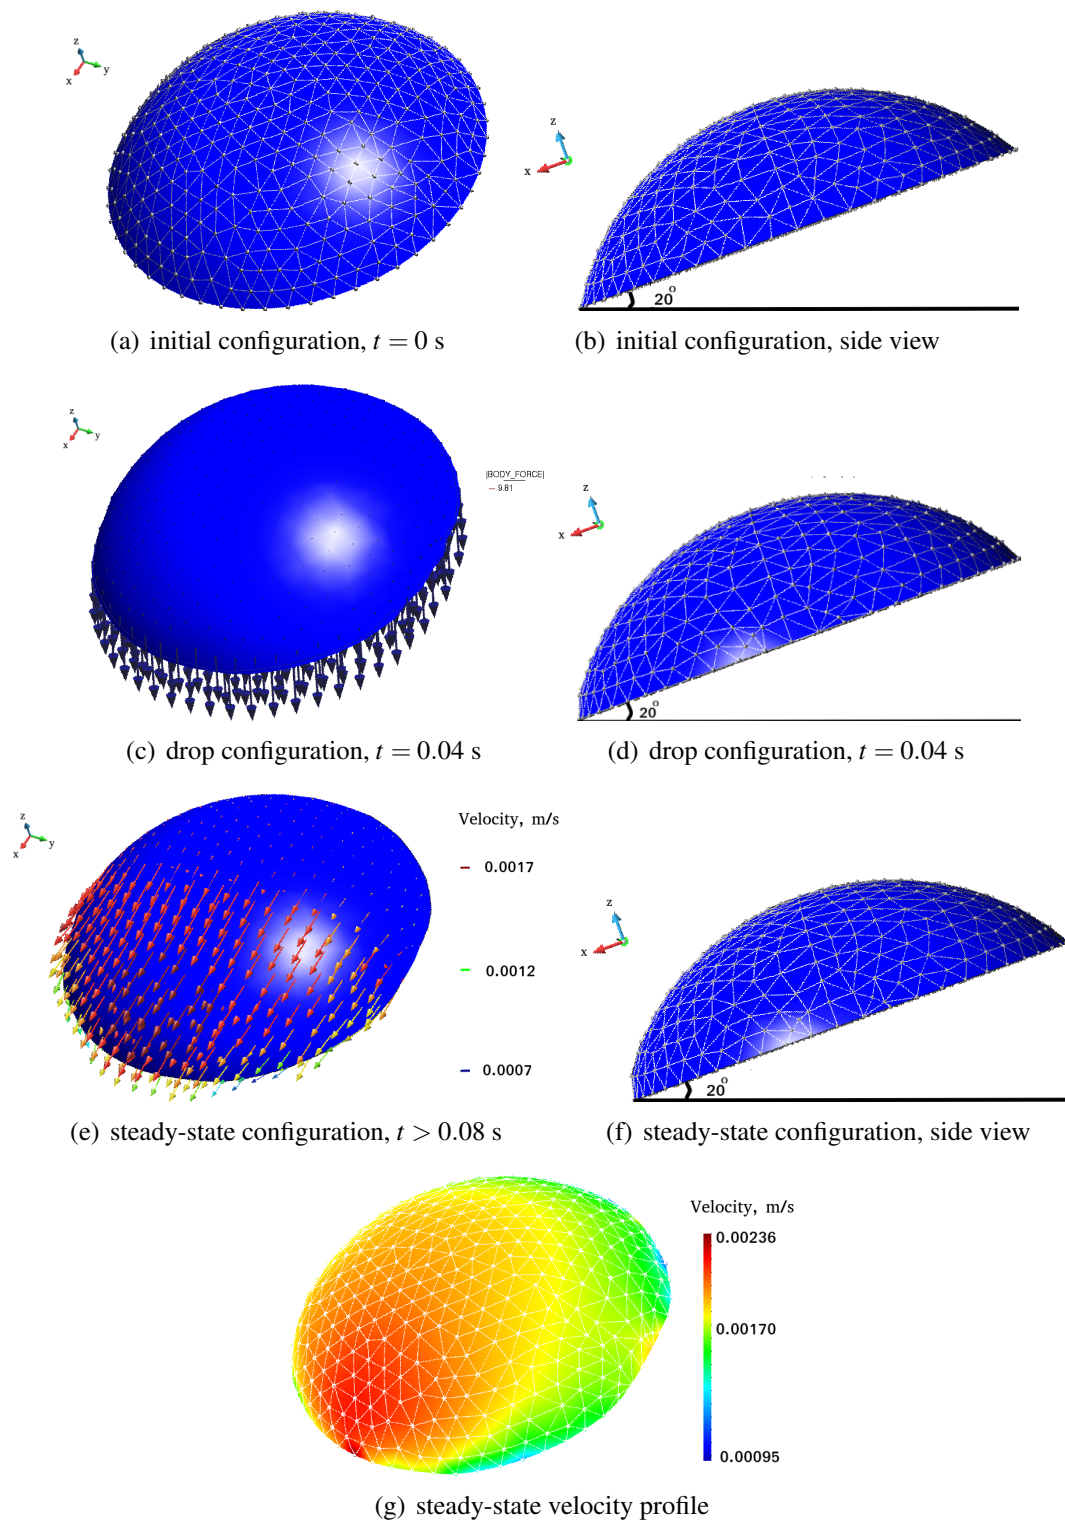 z
x
y
z
x
20°
(a) initial configuration, t = 0 s
(b) initial configuration, side view
z
x
y
|BODY_FORCE|
9.81
z
x
20°
(c) drop configuration, t = 0.04 s
(d) drop configuration, t = 0.04 s
z
x
y
Velocity, m/s
0.0017
0.0012
0.0007
z
x
20°
(e) steady-state configuration, t > 0.08 s
(f) steady-state configuration, side view
Velocity, m/s
0.00236
0.00170
0.00095
(g) steady-state velocity profile